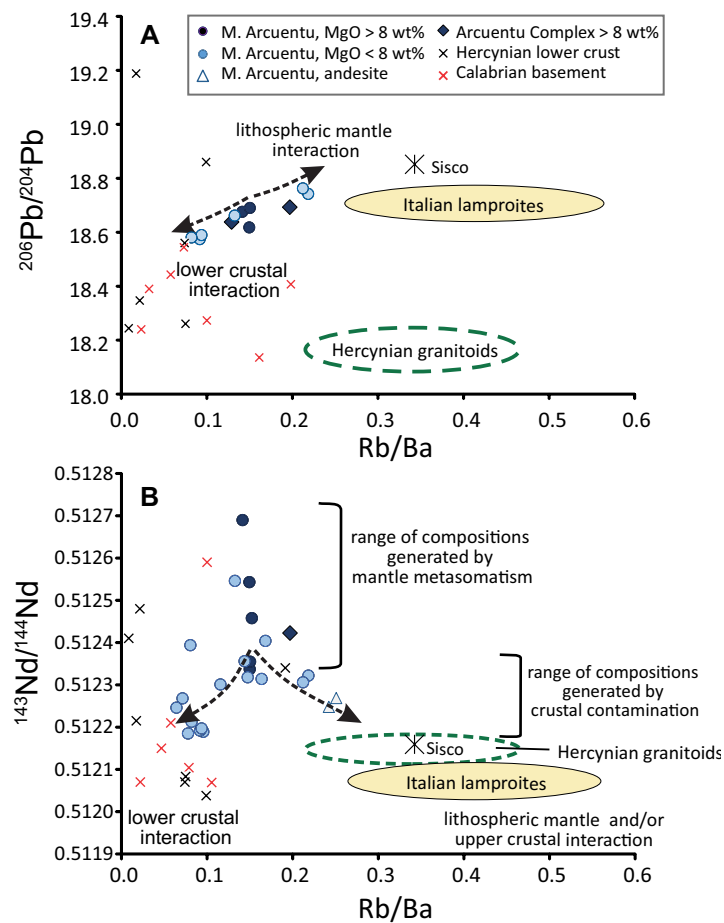 A
M. Arcuentu, MgO > 8 wt%
Arcuentu Complex > 8 wt%
M. Arcuentu, MgO < 8 wt%
Hercynian lower crust
M. Arcuentu, andesite
Calabrian basement
19.4
19.2
19.0
18.8
18.6
18.4
18.2
18.0
206Pb/204Pb
lithospheric mantle
interaction
Sisco
Italian lamproites
lower crustal
interaction
Hercynian granitoids
0.0 0.1 0.2 0.3 0.4 0.5 0.6
Rb/Ba
B
0.5128
0.5127
0.5126
0.5125
0.5124
0.5123
0.5122
0.5121
0.5120
0.5119
143Nd/144Nd
range of compositions
generated by
mantle metasomatism
range of compositions
generated by
crustal contamination
Sisco
Hercynian granitoids
Italian lamproites
lower crustal
interaction
lithospheric mantle and/or
upper crustal interaction
0.0 0.1 0.2 0.3 0.4 0.5 0.6
Rb/Ba